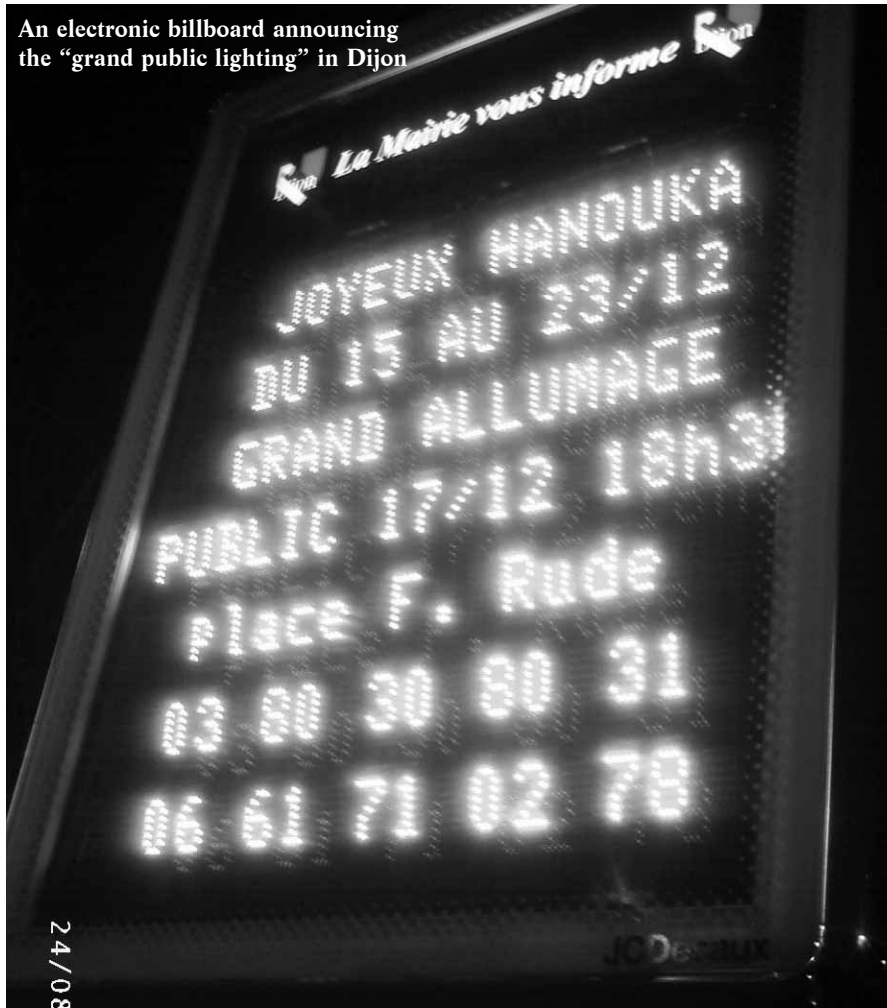 An electronic billboard announcing
the “grand public lighting” in Dijon
Dijon La Mairie vous informe Dijon
JOYEUX HANOUKA
DU 15 AU 23/12
GRAND ALLUMAGE
PUBLIC 17/12
place F. Rude
03 80 30 80 31
06 61 71 02 78
JCDecaux
24/08